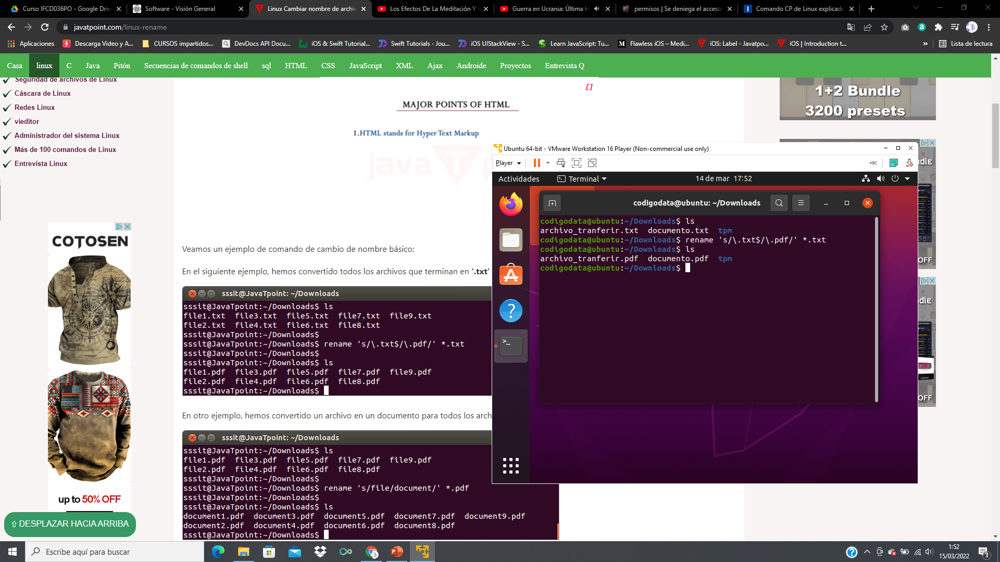 Curso IFCD036PO - Google Driv
Software - Visión General
Linux Cambiar nombre de archiv
Los Efectos De La Meditación Y
Guerra en Ucrania: Última H
permisos | Se deniega el acceso
Comando CP de Linux explicado
javatpoint.com/linux-rename
Aplicaciones
Descarga Video y A...
CURSOS impartidos...
DevDocs API Docu...
iOS & Swift Tutorial...
Swift Tutorials - Jou...
iOS UIStackView - S...
Learn JavaScript: Tu...
Flawless iOS – Medi...
iOS: Label - Javatpo...
iOS | Introduction t...
»
Lista de lectura
Casa linux C Java Pitón Secuencias de comandos de shell sql HTML CSS JavaScript XML Ajax Androide Proyectos Entrevista Q
Seguridad de archivos de Linux
Cáscara de Linux
Redes Linux
vieditor
Administrador del sistema Linux
Más de 100 comandos de Linux
Entrevista Linux
[]
MAJOR POINTS OF HTML
1.HTML stands for Hyper Text Markup
java T p
1+2 Bundle
3200 presets
COTOSEN
up to 50% OFF
⇧ DESPLAZAR HACIA ARRIBA
Veamos un ejemplo de comando de cambio de nombre básico:
En el siguiente ejemplo, hemos convertido todos los archivos que terminan en '.txt'
sssit@JavaTpoint: ~/Downloads
sssit@JavaTpoint:~/Downloads$ ls
file1.txt file3.txt file5.txt file7.txt file9.txt
file2.txt file4.txt file6.txt file8.txt
sssit@JavaTpoint:~/Downloads$
sssit@JavaTpoint:~/Downloads$ rename 's/\.txt$/\.pdf/' *.txt
sssit@JavaTpoint:~/Downloads$
sssit@JavaTpoint:~/Downloads$ ls
file1.pdf file3.pdf file5.pdf file7.pdf file9.pdf
file2.pdf file4.pdf file6.pdf file8.pdf
sssit@JavaTpoint:~/Downloads$
En otro ejemplo, hemos convertido un archivo en un documento para todos los arch
sssit@JavaTpoint: ~/Downloads
sssit@JavaTpoint:~/Downloads$ ls
file1.pdf file3.pdf file5.pdf file7.pdf file9.pdf
file2.pdf file4.pdf file6.pdf file8.pdf
sssit@JavaTpoint:~/Downloads$
sssit@JavaTpoint:~/Downloads$ rename 's/file/document/' *.pdf
sssit@JavaTpoint:~/Downloads$
sssit@JavaTpoint:~/Downloads$ ls
document1.pdf document3.pdf document5.pdf document7.pdf document9.pdf
document2.pdf document4.pdf document6.pdf document8.pdf
sssit@JavaTpoint:~/Downloads$
Ubuntu 64-bit - VMware Workstation 16 Player (Non-commercial use only)
Player
Actividades
Terminal
14 de mar 17:52
codigodata@ubuntu: ~/Downloads
codigodata@ubuntu:~/Downloads$ ls
archivo_tranferir.txt documento.txt tpm
codigodata@ubuntu:~/Downloads$ rename 's/\.txt$/\.pdf/' *.txt
codigodata@ubuntu:~/Downloads$ ls
archivo_tranferir.pdf documento.pdf tpm
codigodata@ubuntu:~/Downloads$
ndle
OFF
ndle
OFF
Escribe aquí para buscar
1:52
15/03/2022
3